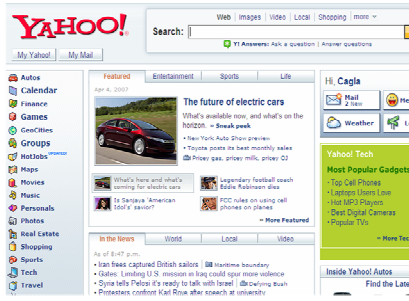 YAHOO!
Web | Images | Video | Local | Shopping | more
Search:
Y! Answers: Ask a question | Answer questions
My Yahoo! My Mail
Autos
Calendar
Finance
Games
GeoCities
Groups
HotJobs
Maps
Movies
Music
Personals
Photos
Real Estate
Shopping
Sports
Tech
Travel
Featured Entertainment Sports Life
Apr 4, 2007
The future of electric cars
What's available now, and what's on the
horizon. » Sneak peek
• New York Auto Show preview
• Toyota posts its best monthly sales
Pricey gas, pricey milk, pricey OJ
What's here and what's
coming for electric cars
Legendary football coach
Eddie Robinson dies
Is Sanjaya 'American
Idol's' savior?
FCC rules on using cell
phones on planes
» More Featured
In the News World Local Video
As of 8:47 p.m.
• Iran frees captured British sailors | Maritime boundary
• Gates: Limiting U.S. mission in Iraq could spur more violence
• Syria tells Pelosi it's ready to talk with Israel | Defying Bush
• Protesters confront Karl Rove after speech at university
Hi, Cagla
Mail
2 New
Me
Weather
L
Yahoo! Tech
Most Popular Gadgets
• Top Cell Phones
• Laptops Users Love
• Hot MP3 Players
• Best Digital Cameras
• Popular TVs
» More Tec
Inside Yahoo! Autos
Find the Late